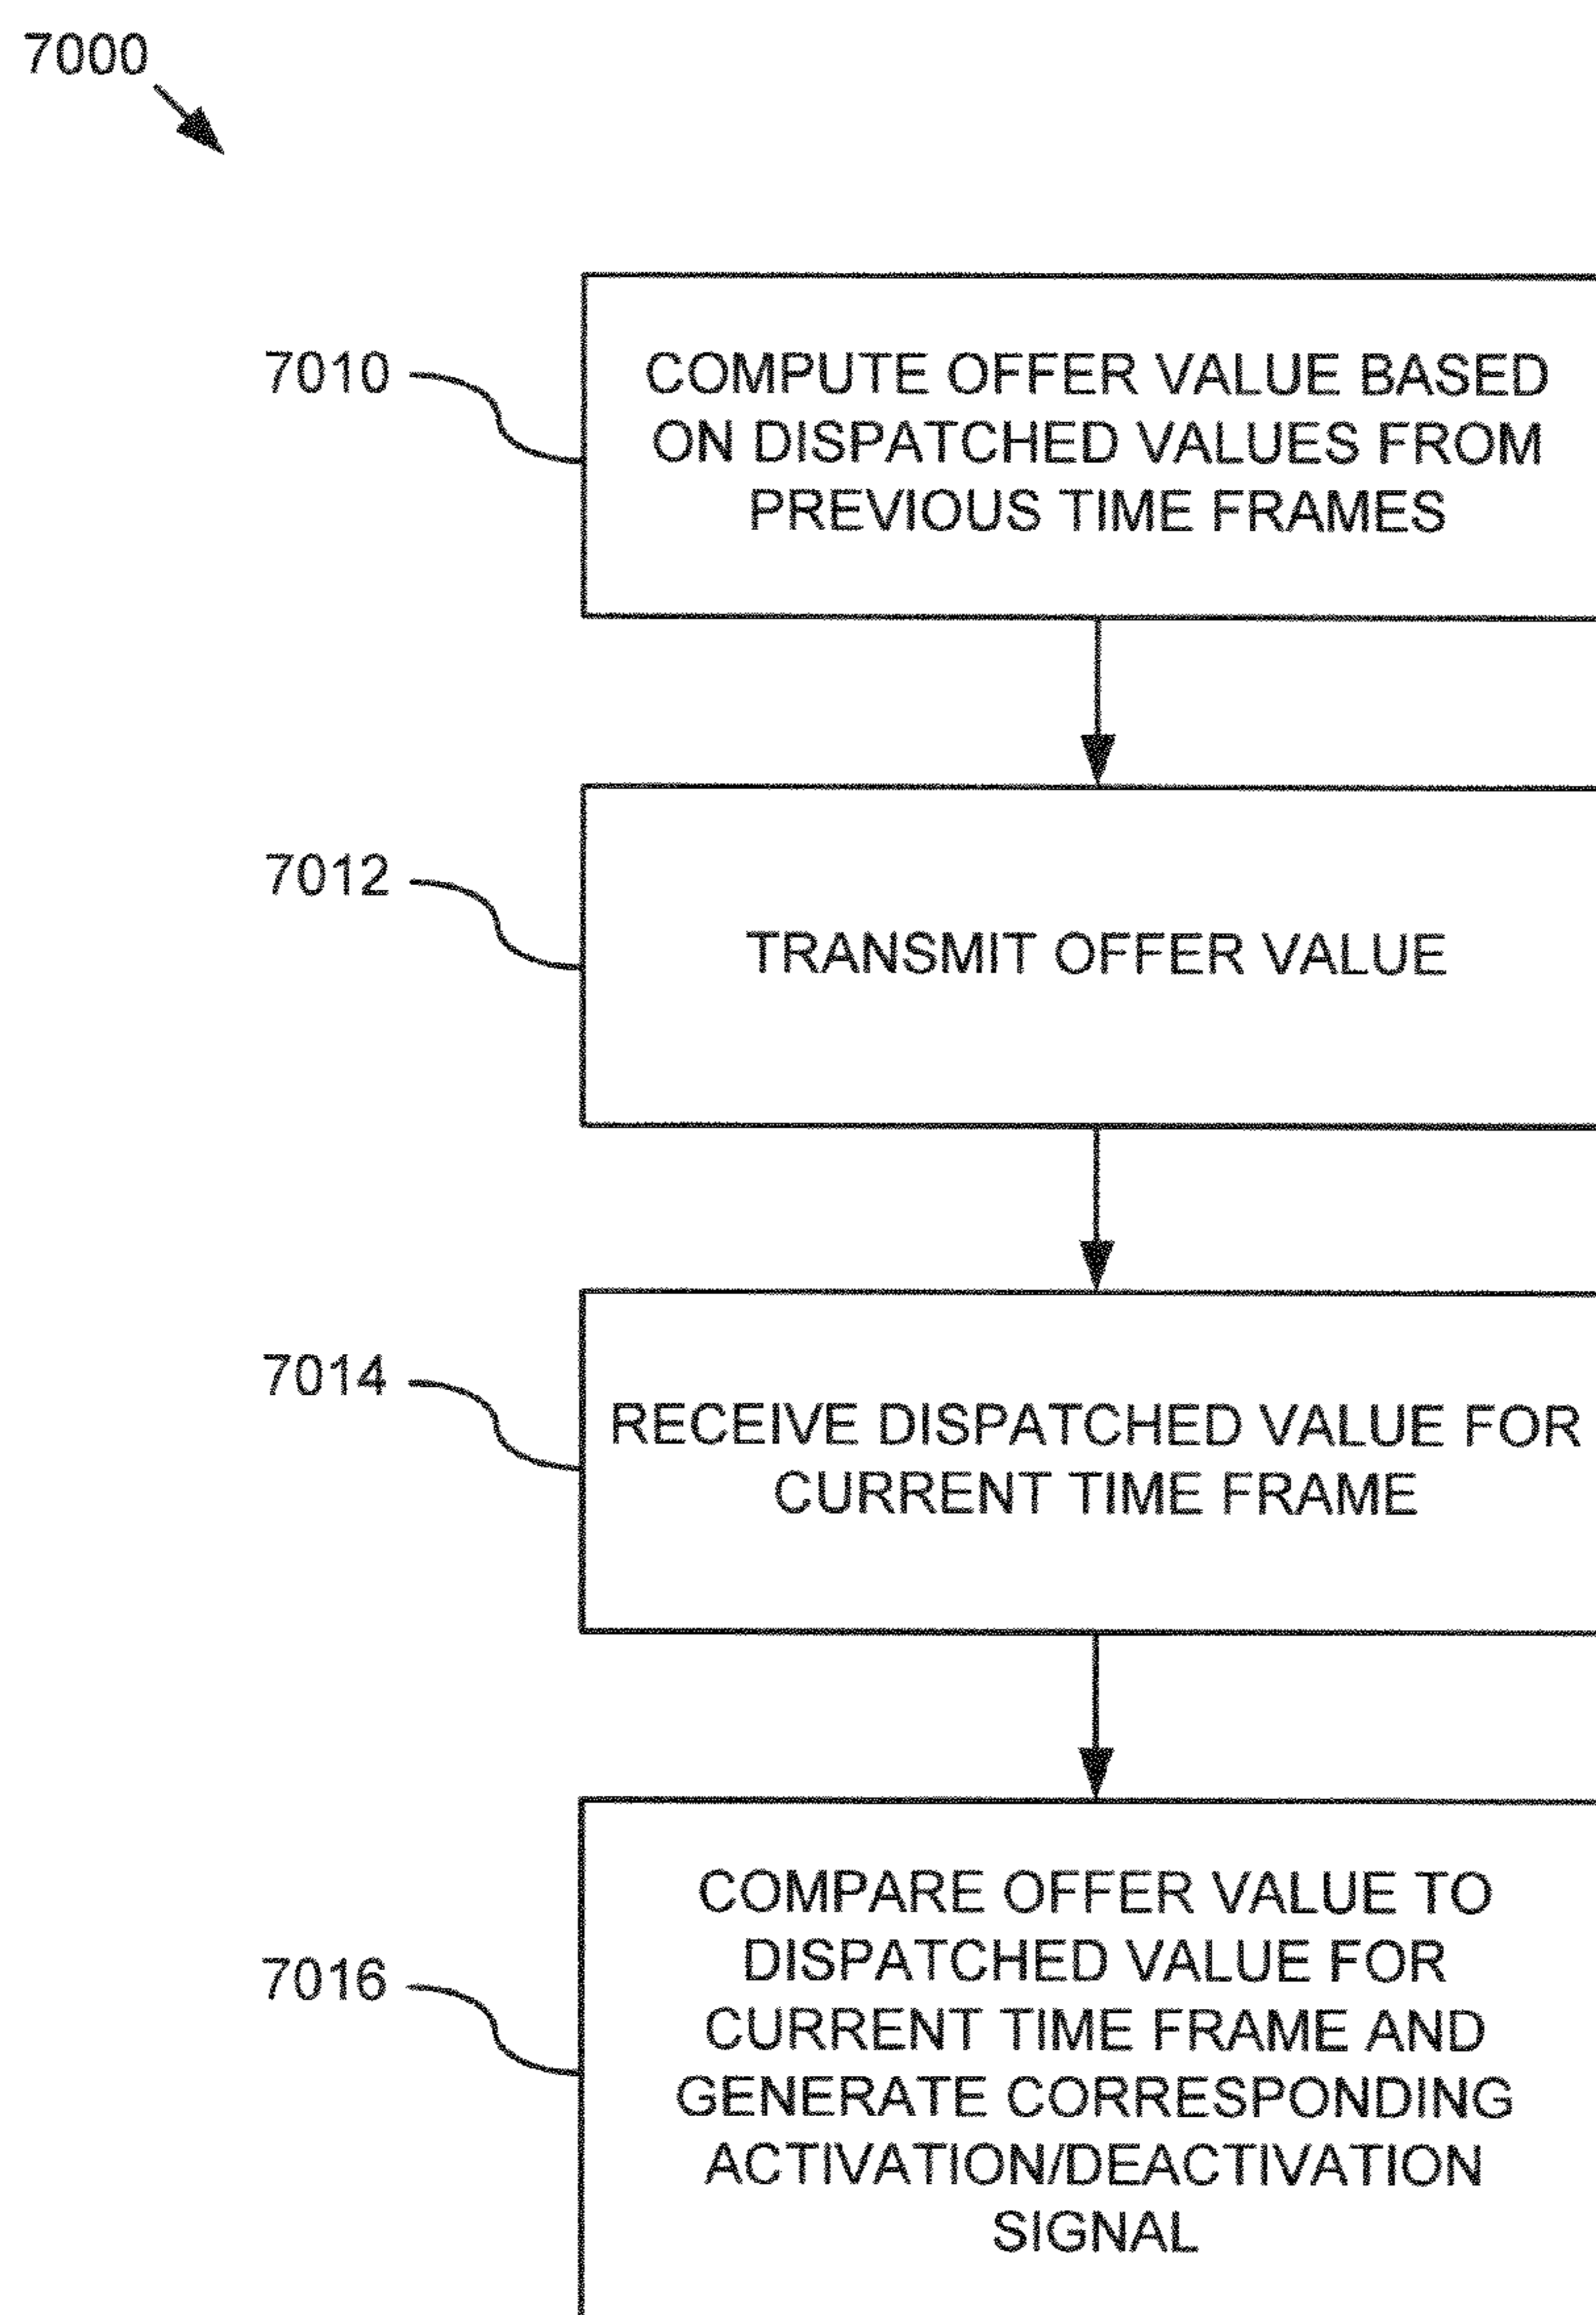 7000
7010
COMPUTE OFFER VALUE BASED
ON DISPATCHED VALUES FROM
PREVIOUS TIME FRAMES
7012
TRANSMIT OFFER VALUE
7014
RECEIVE DISPATCHED VALUE FOR
CURRENT TIME FRAME
7016
COMPARE OFFER VALUE TO
DISPATCHED VALUE FOR
CURRENT TIME FRAME AND
GENERATE CORRESPONDING
ACTIVATION/DEACTIVATION
SIGNAL